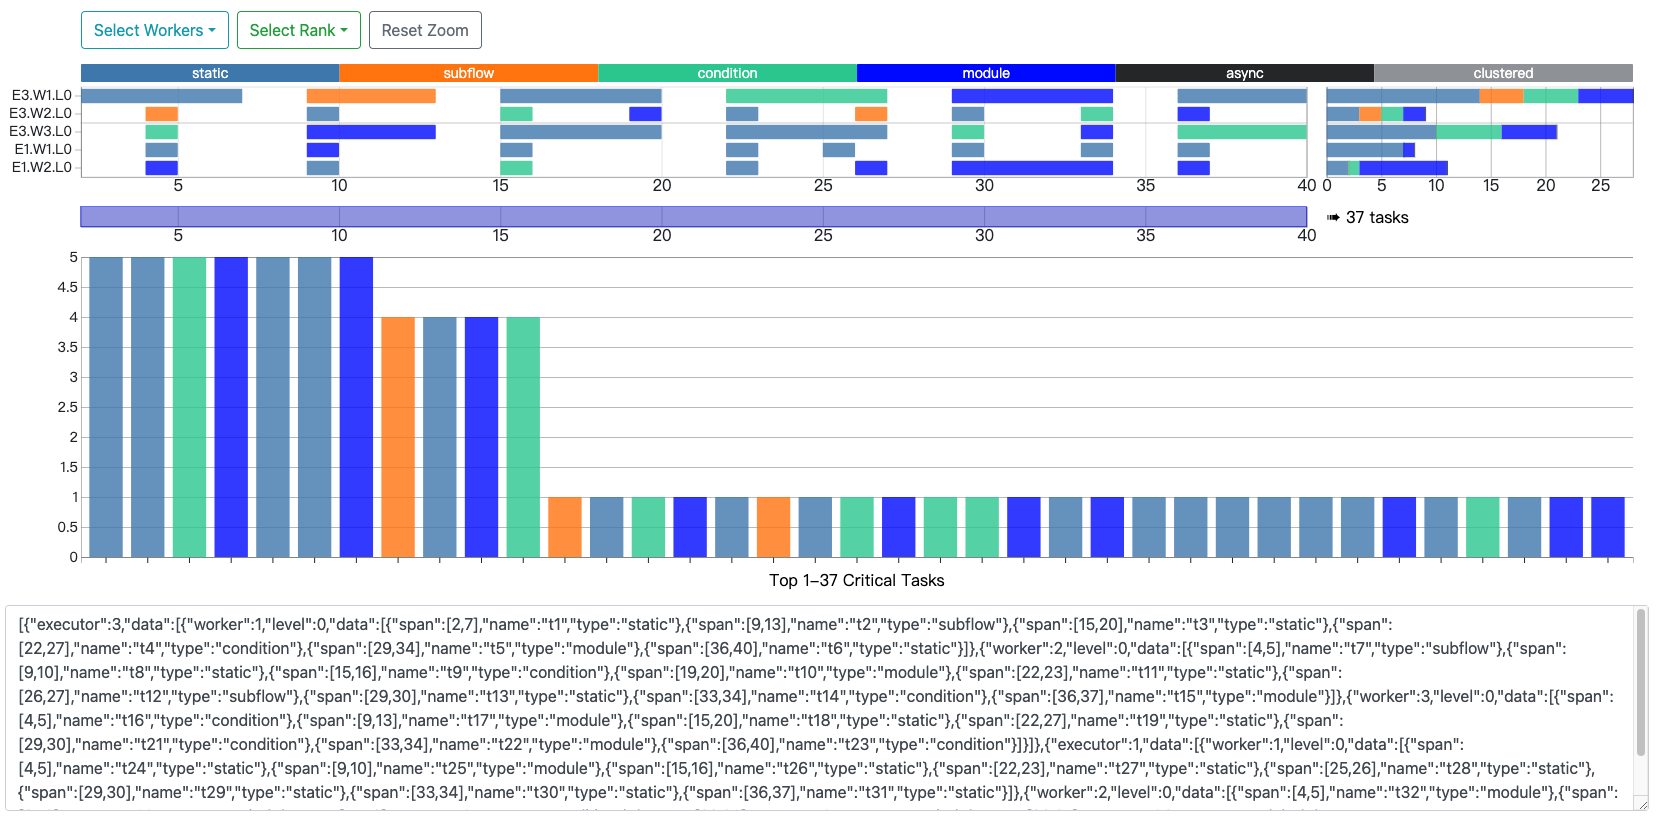 Select Workers Select Rank Reset Zoom
static subflow condition module async clustered
E3.W1.L0
E3.W2.L0
E3.W3.L0
E1.W1.L0
E1.W2.L0
5 10 15 20 25 30 35 40 0 5 10 15 20 25
➠ 37 tasks
5 10 15 20 25 30 35 40
5
4.5
4
3.5
3
2.5
2
1.5
1
0.5
0
Top 1–37 Critical Tasks
[{"executor":3,"data":[{"worker":1,"level":0,"data":[{"span":[2,7],"name":"t1","type":"static"},{"span":[9,13],"name":"t2","type":"subflow"},{"span":[15,20],"name":"t3","type":"static"},{"span":
[22,27],"name":"t4","type":"condition"},{"span":[29,34],"name":"t5","type":"module"},{"span":[36,40],"name":"t6","type":"static"}]},{"worker":2,"level":0,"data":[{"span":[4,5],"name":"t7","type":"subflow"},{"span":
[9,10],"name":"t8","type":"static"},{"span":[15,16],"name":"t9","type":"condition"},{"span":[19,20],"name":"t10","type":"module"},{"span":[22,23],"name":"t11","type":"static"},{"span":
[26,27],"name":"t12","type":"subflow"},{"span":[29,30],"name":"t13","type":"static"},{"span":[33,34],"name":"t14","type":"condition"},{"span":[36,37],"name":"t15","type":"module"}]},{"worker":3,"level":0,"data":[{"span":
[4,5],"name":"t16","type":"condition"},{"span":[9,13],"name":"t17","type":"module"},{"span":[15,20],"name":"t18","type":"static"},{"span":[22,27],"name":"t19","type":"static"},{"span":
[29,30],"name":"t21","type":"condition"},{"span":[33,34],"name":"t22","type":"module"},{"span":[36,40],"name":"t23","type":"condition"}]}]},{"executor":1,"data":[{"worker":1,"level":0,"data":[{"span":
[4,5],"name":"t24","type":"static"},{"span":[9,10],"name":"t25","type":"module"},{"span":[15,16],"name":"t26","type":"static"},{"span":[22,23],"name":"t27","type":"static"},{"span":[25,26],"name":"t28","type":"static"},
{"span":[29,30],"name":"t29","type":"static"},{"span":[33,34],"name":"t30","type":"static"},{"span":[36,37],"name":"t31","type":"static"}]},{"worker":2,"level":0,"data":[{"span":[4,5],"name":"t32","type":"module"},{"span":